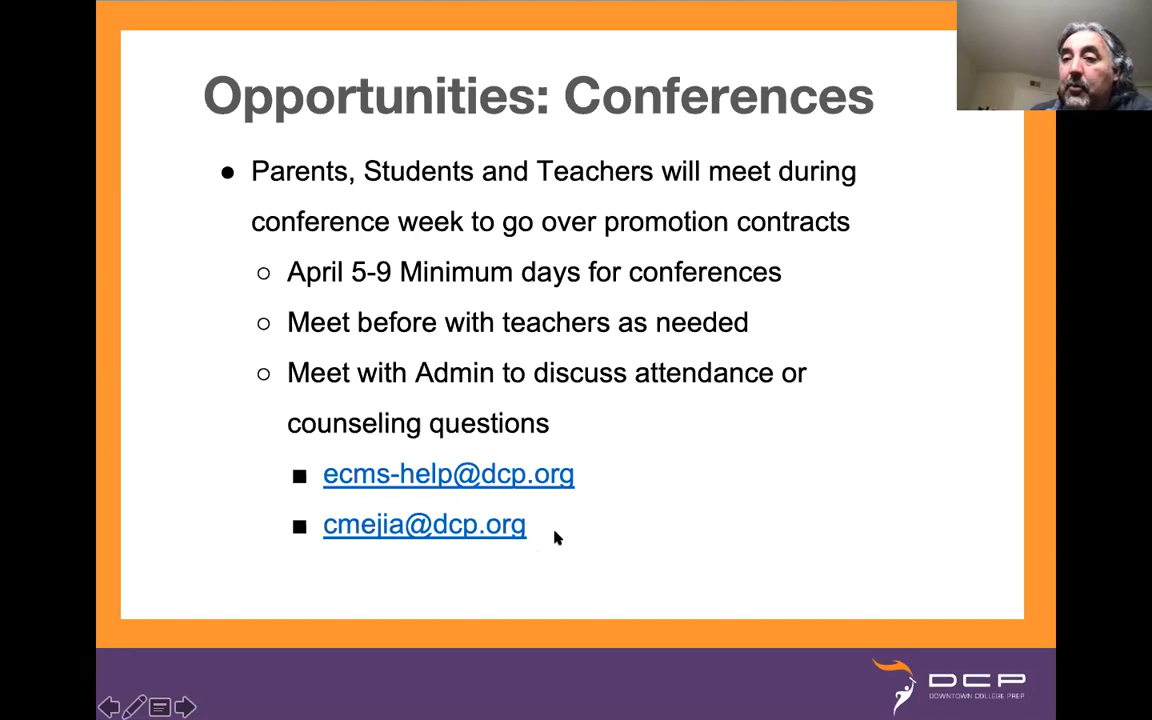 Opportunities: Conferences
● Parents, Students and Teachers will meet during
conference week to go over promotion contracts
○ April 5-9 Minimum days for conferences
○ Meet before with teachers as needed
○ Meet with Admin to discuss attendance or
counseling questions
■ ecms-help@dcp.org
■ cmejia@dcp.org
DCP
DOWNTOWN COLLEGE PREP